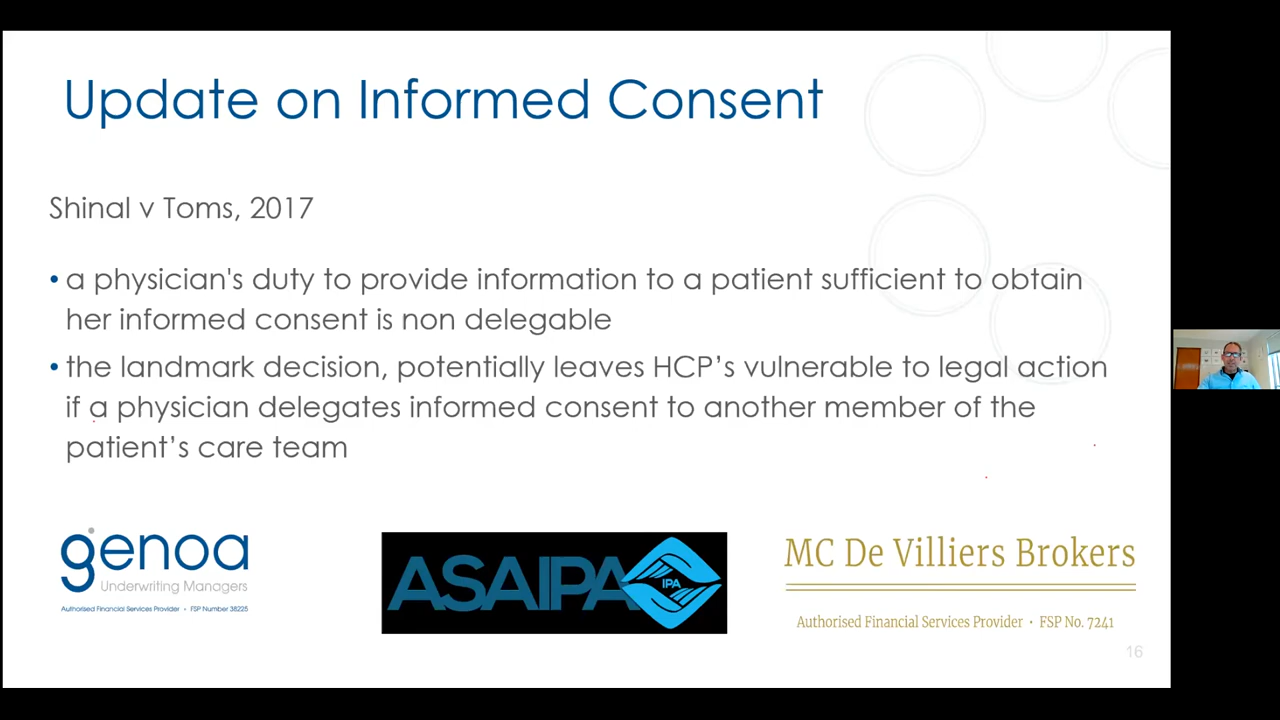 Update on Informed Consent
Shinal v Toms, 2017
• a physician's duty to provide information to a patient sufficient to obtain
her informed consent is non delegable
• the landmark decision, potentially leaves HCP’s vulnerable to legal action
if a physician delegates informed consent to another member of the
patient’s care team
genoa
Underwriting Managers
Authorised Financial Services Provider • FSP Number 38225
ASAIPA
IPA
MC De Villiers Brokers
Authorised Financial Services Provider • FSP No. 7241
16